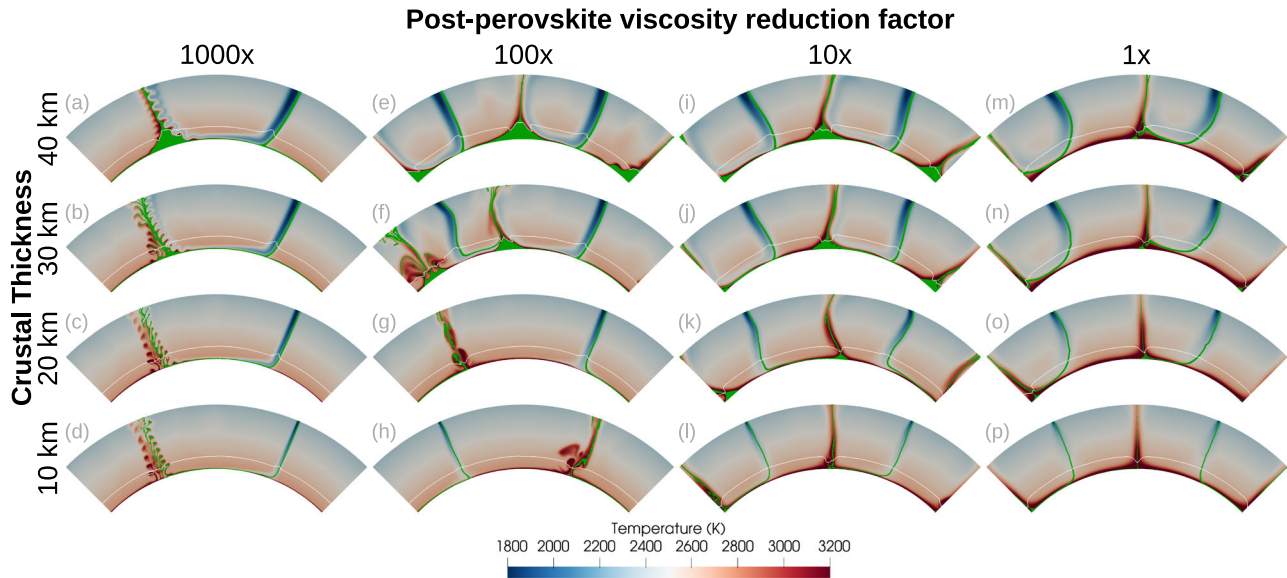 Post-perovskite viscosity reduction factor
1000x 100x 10x 1x
Crustal Thickness
40 km
(a) (e) (i) (m)
30 km
(b) (f) (j) (n)
20 km
(c) (g) (k) (o)
10 km
(d) (h) (l) (p)
Temperature (K)
1800 2000 2200 2400 2600 2800 3000 3200